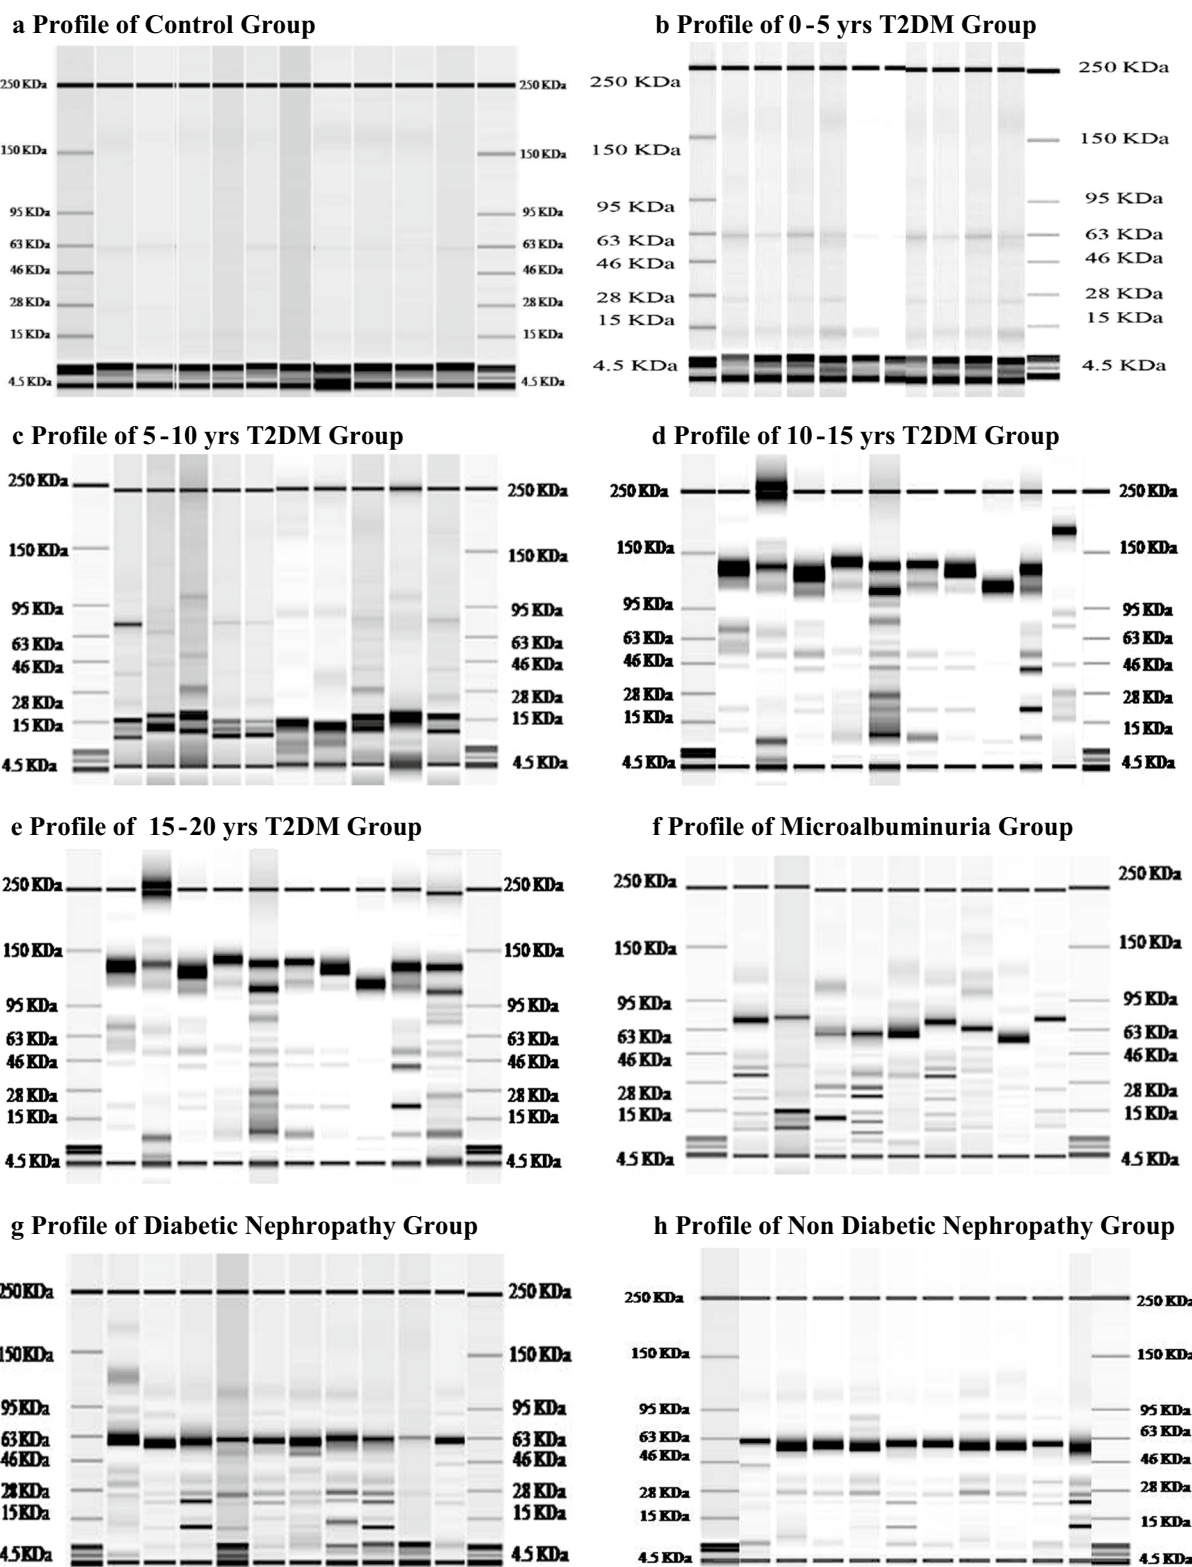 a Profile of Control Group
250 KDa
150 KDa
95 KDa
63 KDa
46 KDa
28 KDa
15 KDa
4.5 KDa
250 KDa
150 KDa
95 KDa
63 KDa
46 KDa
28 KDa
15 KDa
4.5 KDa
b Profile of 0-5 yrs T2DM Group
250 KDa
150 KDa
95 KDa
63 KDa
46 KDa
28 KDa
15 KDa
4.5 KDa
250 KDa
150 KDa
95 KDa
63 KDa
46 KDa
28 KDa
15 KDa
4.5 KDa
c Profile of 5-10 yrs T2DM Group
250 KDa
150 KDa
95 KDa
63 KDa
46 KDa
28 KDa
15 KDa
4.5 KDa
250 KDa
150 KDa
95 KDa
63 KDa
46 KDa
28 KDa
15 KDa
4.5 KDa
d Profile of 10-15 yrs T2DM Group
250 KDa
150 KDa
95 KDa
63 KDa
46 KDa
28 KDa
15 KDa
4.5 KDa
250 KDa
150 KDa
95 KDa
63 KDa
46 KDa
28 KDa
15 KDa
4.5 KDa
e Profile of 15-20 yrs T2DM Group
250 KDa
150 KDa
95 KDa
63 KDa
46 KDa
28 KDa
15 KDa
4.5 KDa
250 KDa
150 KDa
95 KDa
63 KDa
46 KDa
28 KDa
15 KDa
4.5 KDa
f Profile of Microalbuminuria Group
250 KDa
150 KDa
95 KDa
63 KDa
46 KDa
28 KDa
15 KDa
4.5 KDa
250 KDa
150 KDa
95 KDa
63 KDa
46 KDa
28 KDa
15 KDa
4.5 KDa
g Profile of Diabetic Nephropathy Group
250 KDa
150 KDa
95 KDa
63 KDa
46 KDa
28 KDa
15 KDa
4.5 KDa
250 KDa
150 KDa
95 KDa
63 KDa
46 KDa
28 KDa
15 KDa
4.5 KDa
h Profile of Non Diabetic Nephropathy Group
250 KDa
150 KDa
95 KDa
63 KDa
46 KDa
28 KDa
15 KDa
4.5 KDa
250 KDa
150 KDa
95 KDa
63 KDa
46 KDa
28 KDa
15 KDa
4.5 KDa